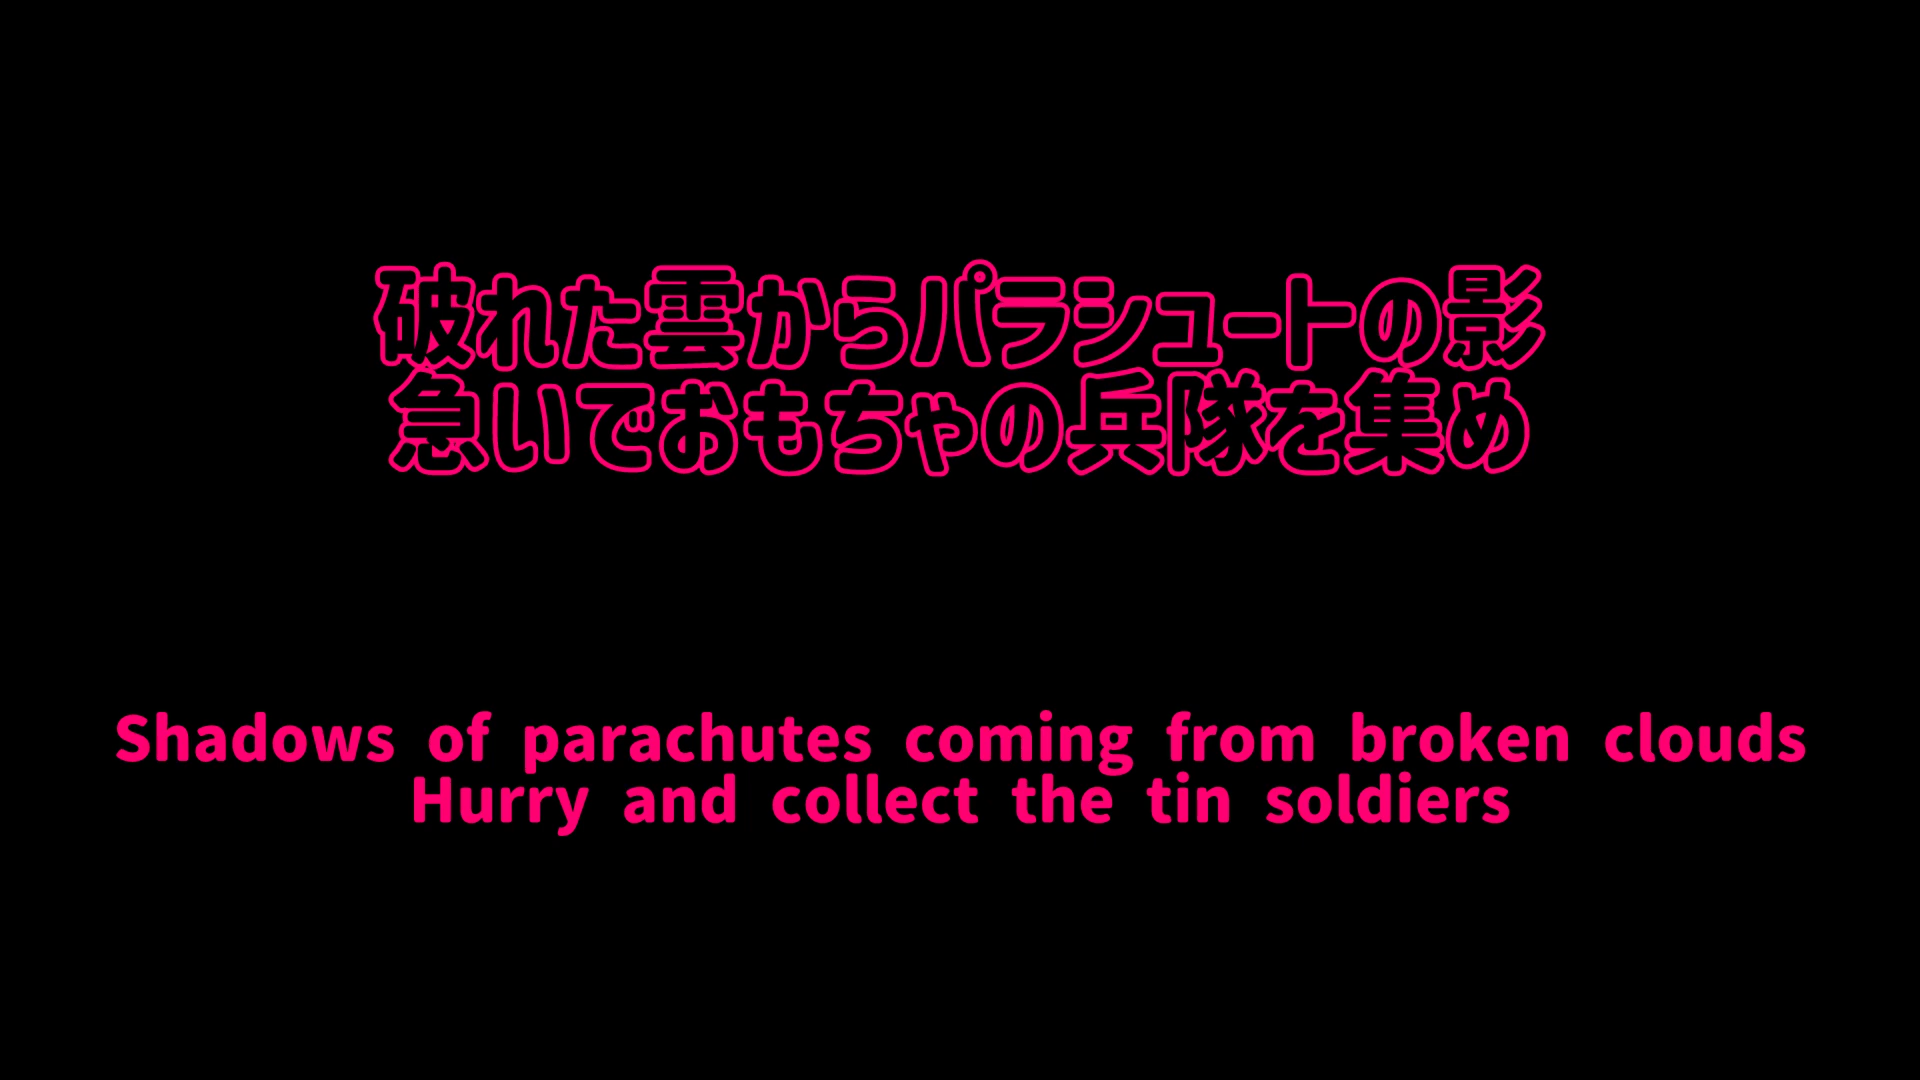 破れた雲からパラシュートの影
急いでおもちゃの兵隊を集め
Shadows of parachutes coming from broken clouds
Hurry and collect the tin soldiers